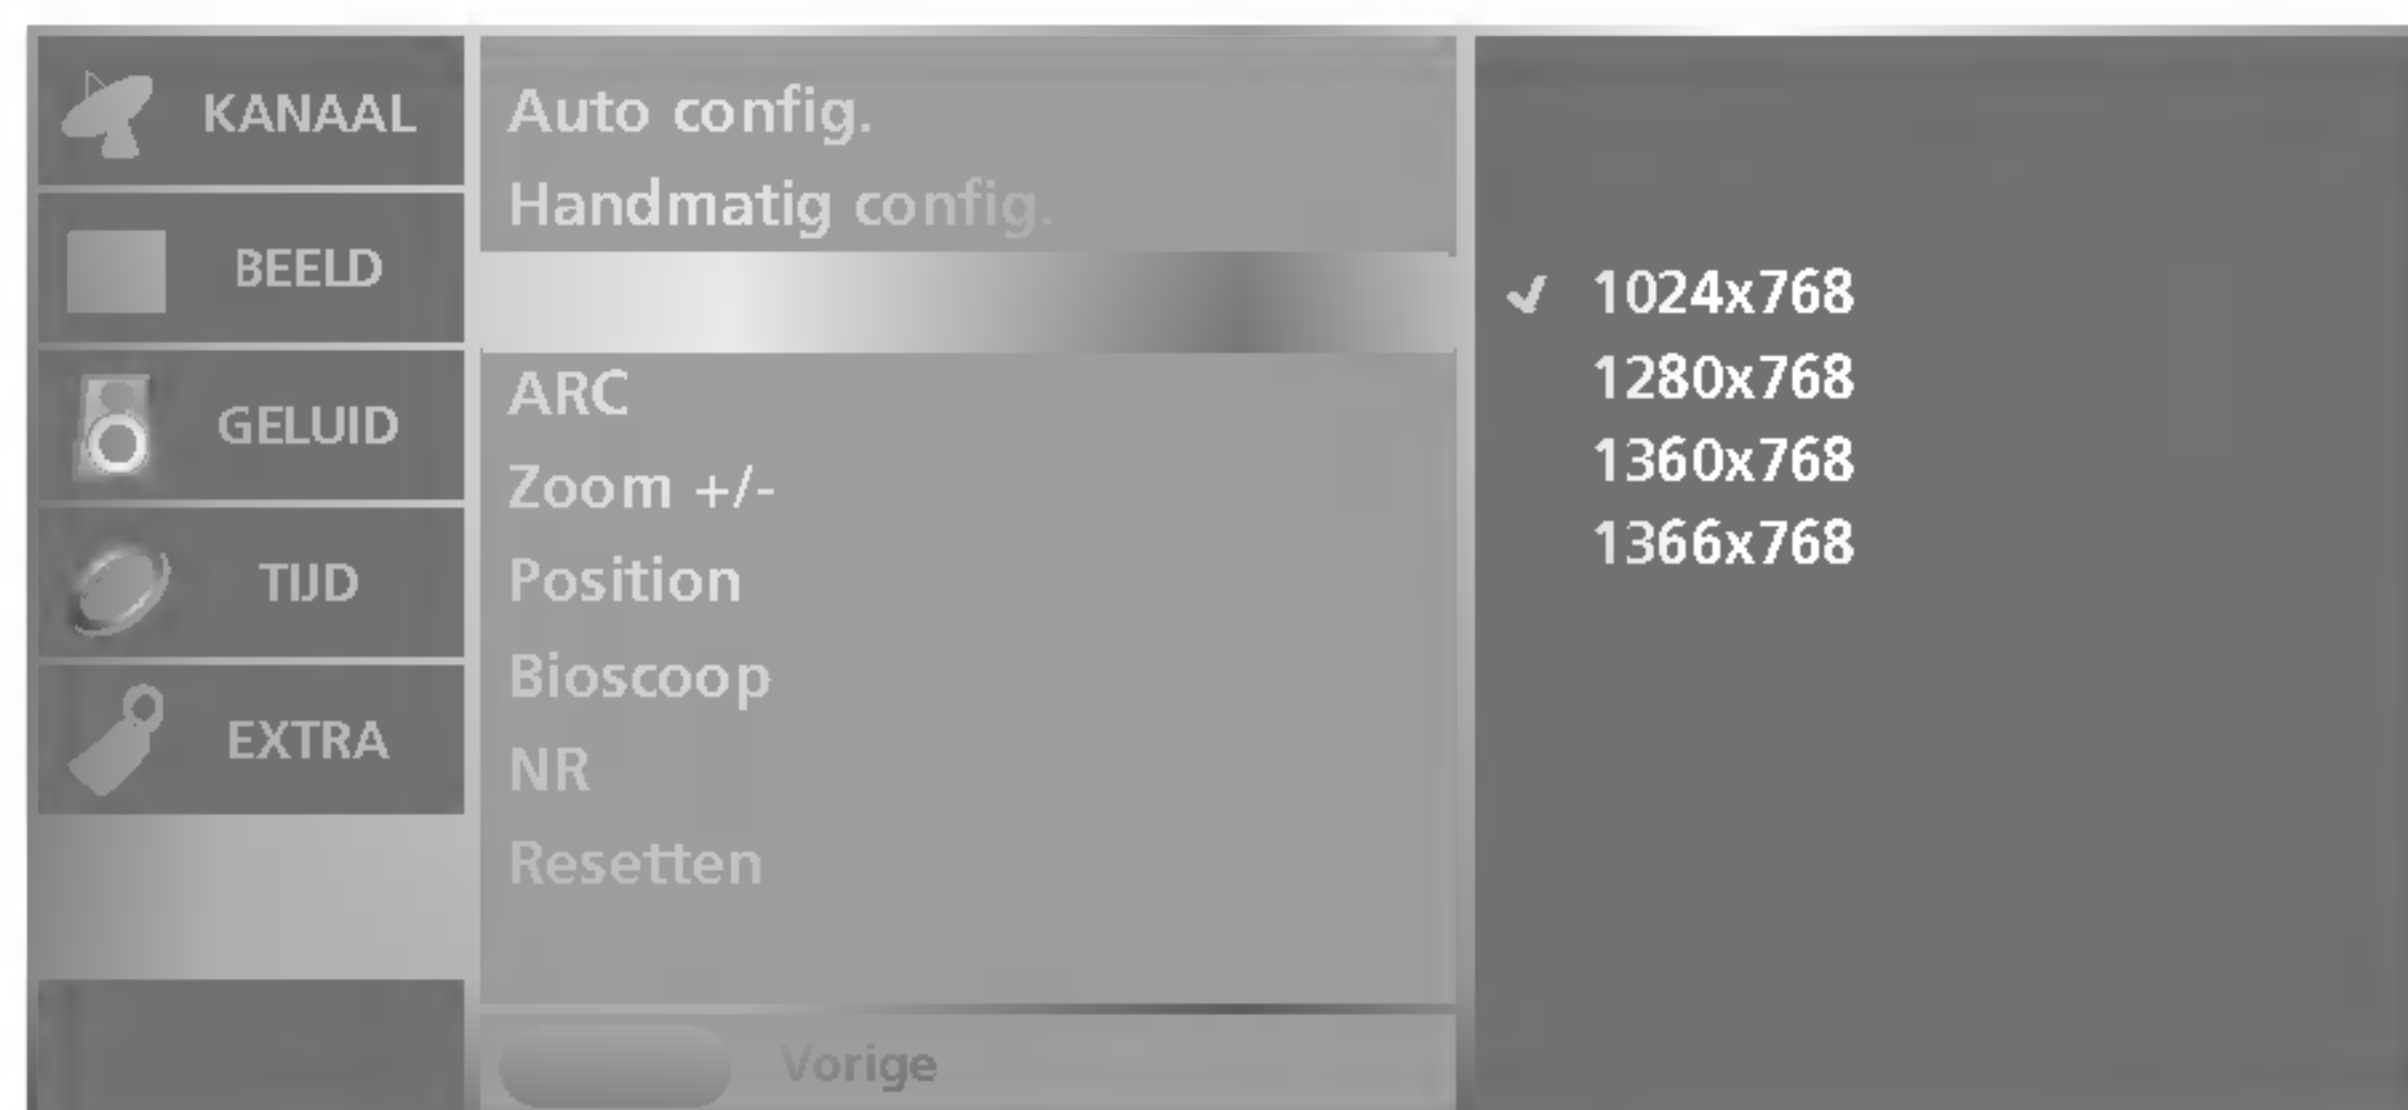 KANAAL
BEELD
GELUID
TIJD
EXTRA
Auto config.
Handmatig config.
ARC
Zoom +/-
Position
Bioscoop
NR
Resetten
Vorige
1024x768
1280x768
1360x768
1366x768